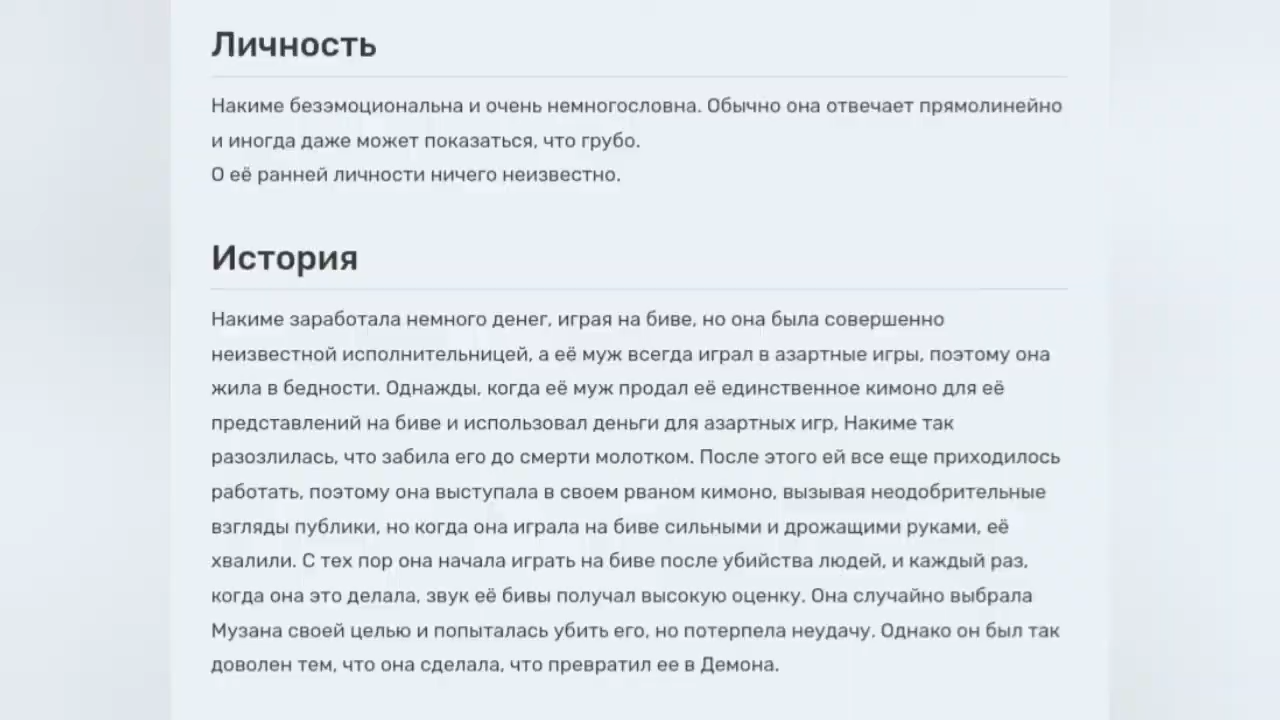 Личность
Накиме безэмоциональна и очень немногословна. Обычно она отвечает прямолинейно
и иногда даже может показаться, что грубо.
О её ранней личности ничего неизвестно.
История
Накиме заработала немного денег, играя на биве, но она была совершенно
неизвестной исполнительницей, а её муж всегда играл в азартные игры, поэтому она
жила в бедности. Однажды, когда её муж продал её единственное кимоно для её
представлений на биве и использовал деньги для азартных игр, Накиме так
разозлилась, что забила его до смерти молотком. После этого ей все еще приходилось
работать, поэтому она выступала в своем рваном кимоно, вызывая неодобрительные
взгляды публики, но когда она играла на биве сильными и дрожащими руками, её
хвалили. С тех пор она начала играть на биве после убийства людей, и каждый раз,
когда она это делала, звук её бивы получал высокую оценку. Она случайно выбрала
Музана своей целью и попыталась убить его, но потерпела неудачу. Однако он был так
доволен тем, что она сделала, что превратил ее в Демона.